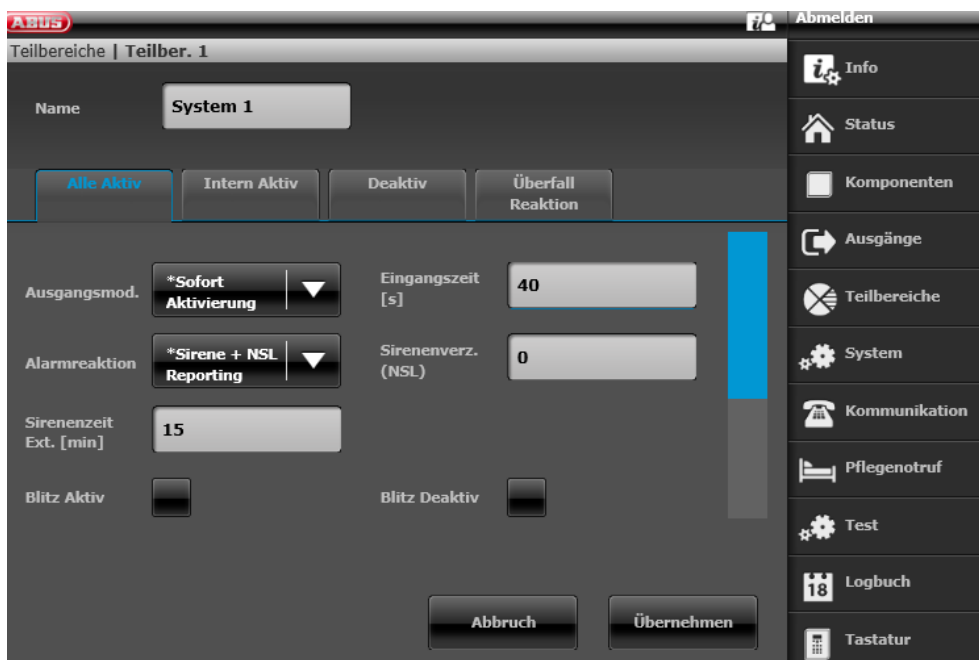 ABUS
Abmelden
Teilbereiche | Teilber. 1
Name
System 1
Alle Aktiv
Intern Aktiv
Deaktiv
Überfall
Reaktion
Ausgangsmod.
*Sofort
Aktivierung
Eingangszeit
[s]
40
Alarmreaktion
*Sirene + NSL
Reporting
Sirenenverz.
(NSL)
0
Sirenenzeit
Ext. [min]
15
Blitz Aktiv
Blitz Deaktiv
Abbruch
Übernehmen
Info
Status
Komponenten
Ausgänge
Teilbereiche
System
Kommunikation
Pflegenotruf
Test
18
Logbuch
Tastatur